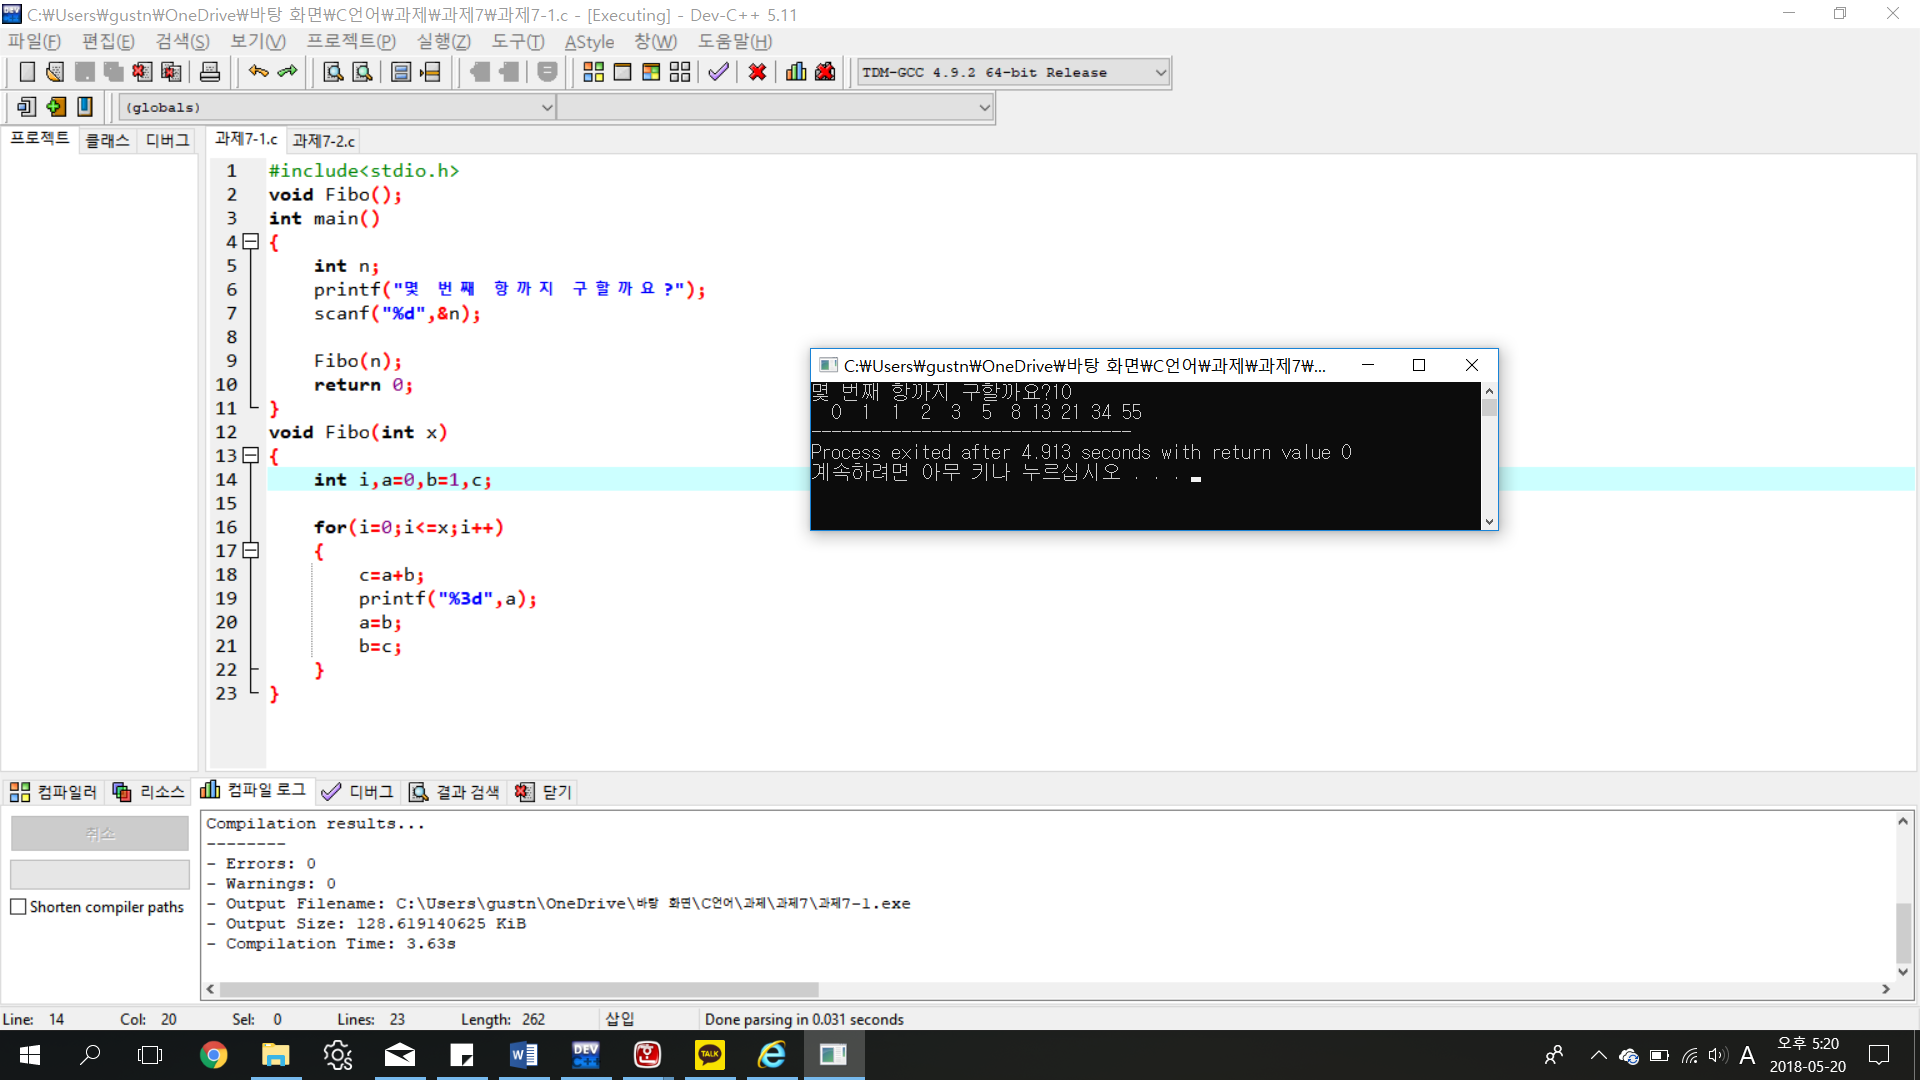 C:₩Users₩gustn₩OneDrive₩바탕 화면₩C언어₩과제₩과제7₩과제7-1.c - [Executing] - Dev-C++ 5.11
파일(F) 편집(E) 검색(S) 보기(V) 프로젝트(P) 실행(Z) 도구(T) AStyle 창(W) 도움말(H)
TDM-GCC 4.9.2 64-bit Release
(globals)
프로젝트 클래스 디버그 과제7-1.c 과제7-2.c
1 #include<stdio.h>
2 void Fibo();
3 int main()
4 {
5 int n;
6 printf("몇 번째 항까지 구할까요?");
7 scanf("%d",&n);
8
9 Fibo(n);
10 return 0;
11 }
12 void Fibo(int x)
13 {
14 int i,a=0,b=1,c;
15
16 for(i=0;i<=x;i++)
17 {
18 c=a+b;
19 printf("%3d",a);
20 a=b;
21 b=c;
22 }
23 }
C:₩Users₩gustn₩OneDrive₩바탕 화면₩C언어₩과제₩과제7₩...
몇 번째 항까지 구할까요?10
0 1 1 2 3 5 8 13 21 34 55
--------------------------------
Process exited after 4.913 seconds with return value 0
계속하려면 아무 키나 누르십시오 . . .
컴파일러 리소스 컴파일 로그 디버그 결과 검색 닫기
취소
Shorten compiler paths
Compilation results...
--------
- Errors: 0
- Warnings: 0
- Output Filename: C:\Users\gustn\OneDrive\바탕 화면\C언어\과제\과제7\과제7-1.exe
- Output Size: 128.619140625 KiB
- Compilation Time: 3.63s
Line: 14 Col: 20 Sel: 0 Lines: 23 Length: 262 삽입 Done parsing in 0.031 seconds
DEV C++
TALK
A
오후 5:20
2018-05-20